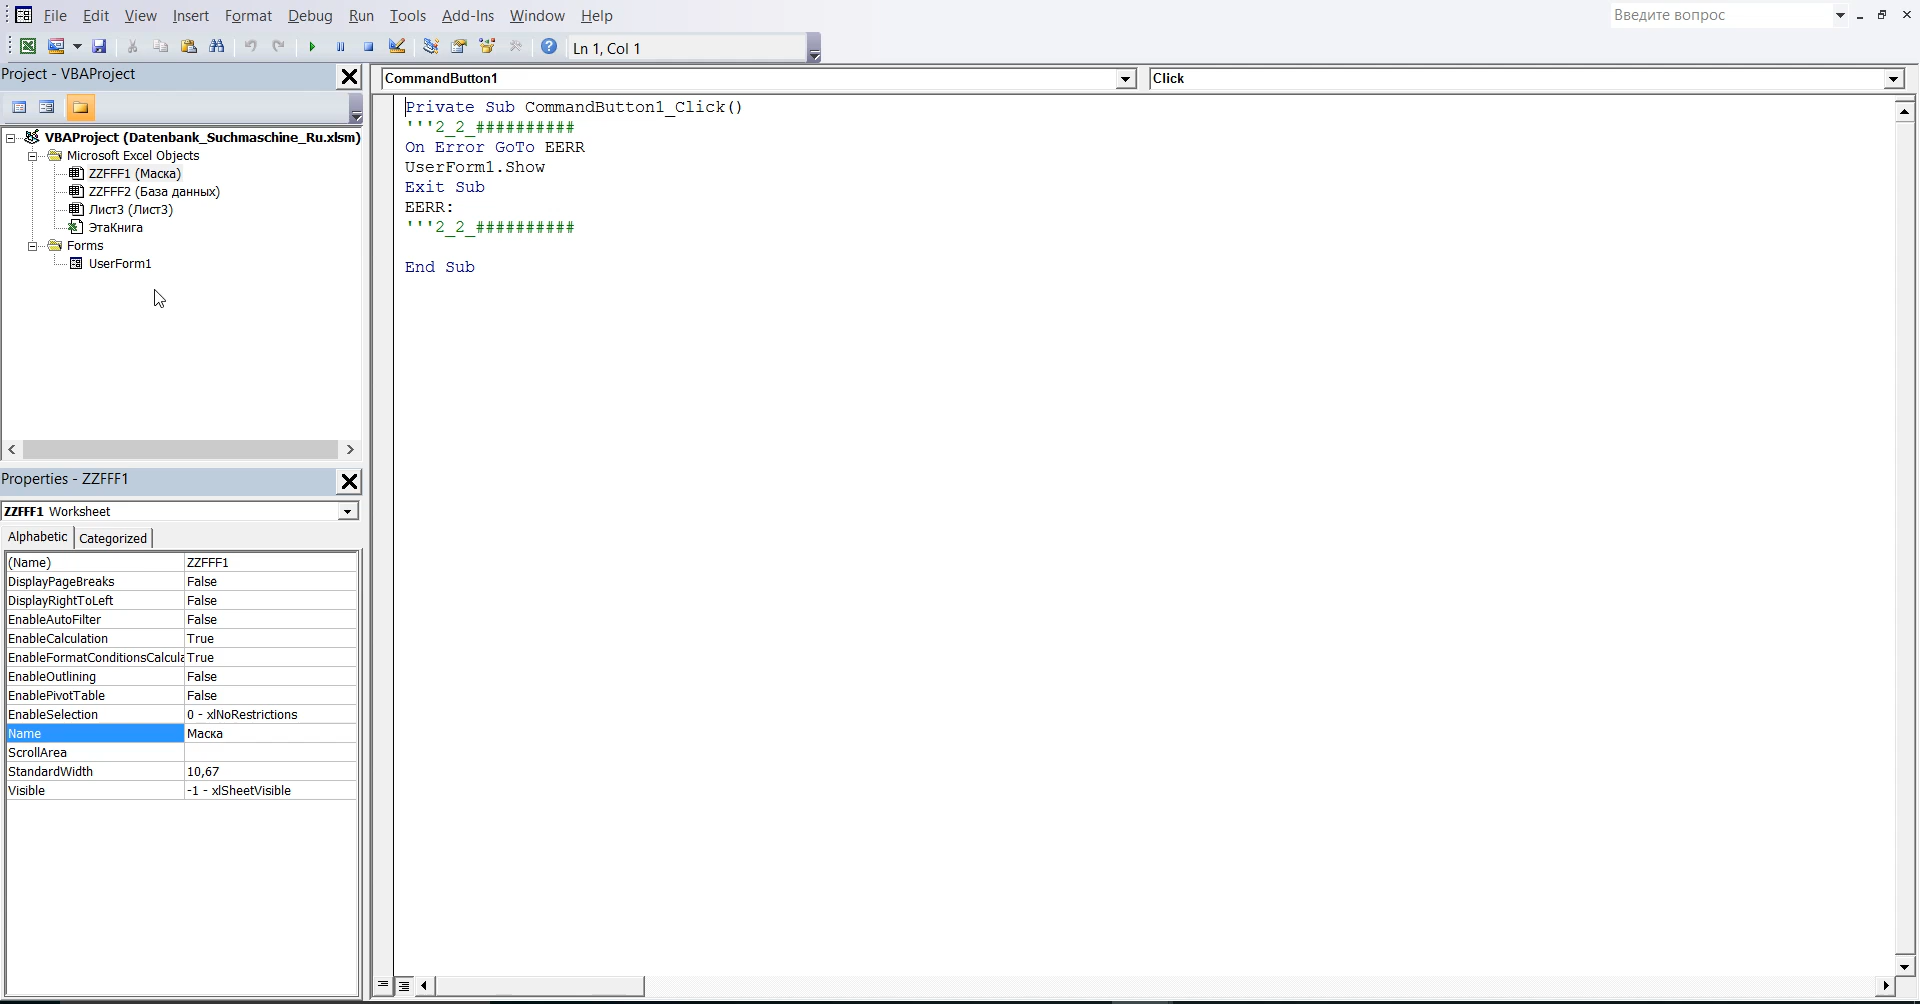 File Edit View Insert Format Debug Run Tools Add-Ins Window Help Введите вопрос
Ln 1, Col 1
Project - VBAProject
VBAProject (Datenbank_Suchmaschine_Ru.xlsm)
Microsoft Excel Objects
ZZFFF1 (Маска)
ZZFFF2 (База данных)
Лист3 (Лист3)
ЭтаКнига
Forms
UserForm1
Properties - ZZFFF1
ZZFFF1 Worksheet
Alphabetic Categorized
(Name) ZZFFF1
DisplayPageBreaks False
DisplayRightToLeft False
EnableAutoFilter False
EnableCalculation True
EnableFormatConditionsCalcula True
EnableOutlining False
EnablePivotTable False
EnableSelection 0 - xlNoRestrictions
Name Маска
ScrollArea
StandardWidth 10,67
Visible -1 - xlSheetVisible
CommandButton1 Click
Private Sub CommandButton1_Click()
'''2_2_##########
On Error GoTo EERR
UserForm1.Show
Exit Sub
EERR:
'''2_2_##########
End Sub